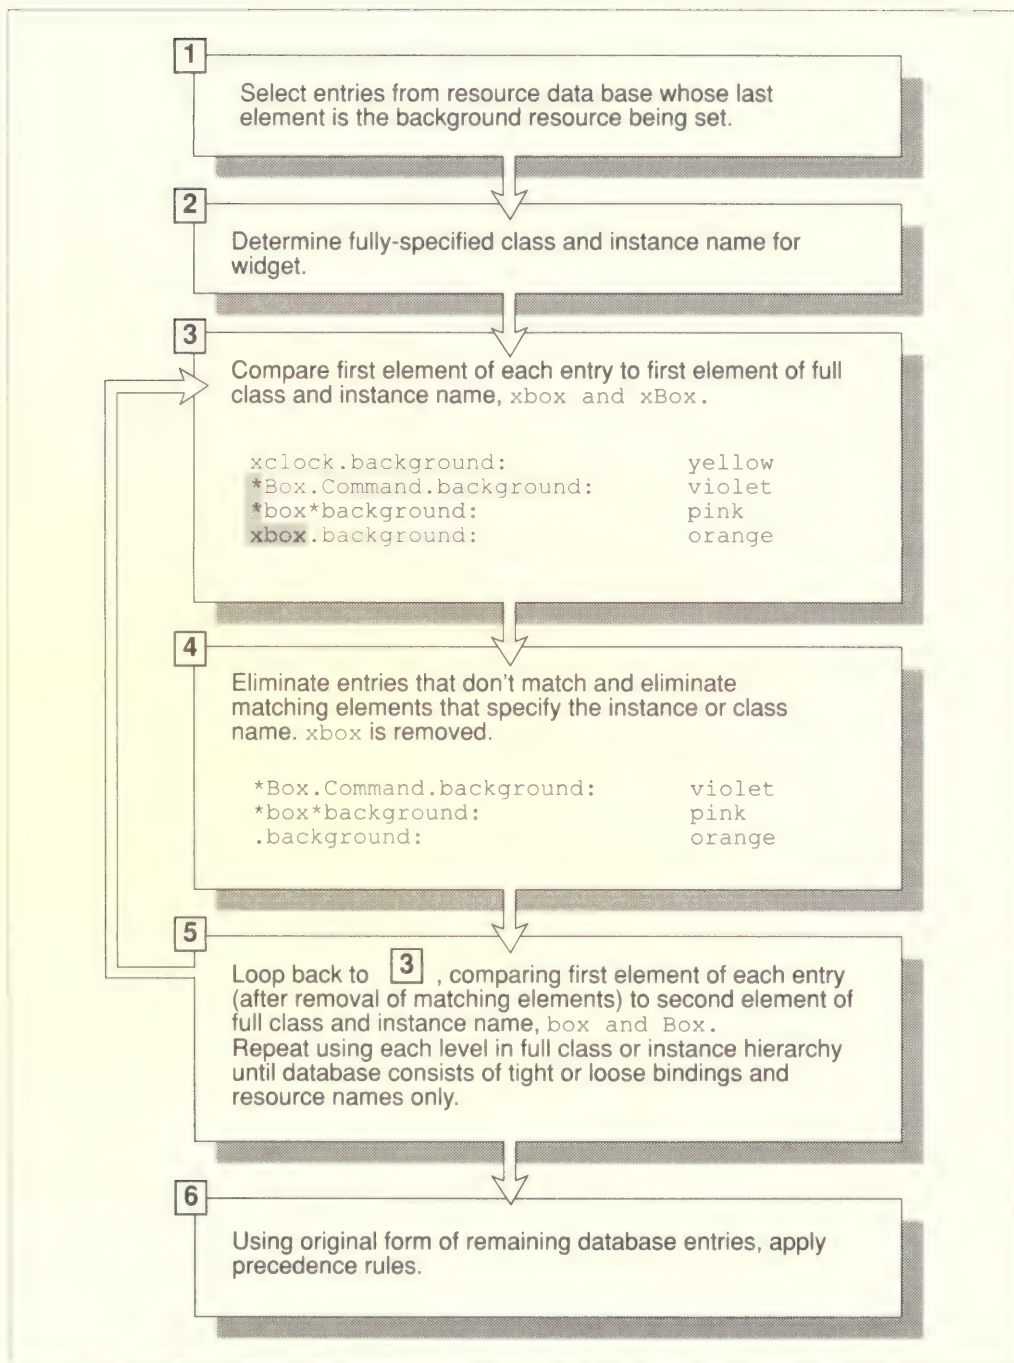 1
Select entries from resource data base whose last
element is the background resource being set.
2
Determine fully-specified class and instance name for
widget.
3
Compare first element of each entry to first element of full
class and instance name, xbox and xBox.
xclock.background: yellow
*Box.Command.background: violet
*box*background: pink
xbox.background: orange
4
Eliminate entries that don't match and eliminate
matching elements that specify the instance or class
name. xbox is removed.
*Box.Command.background: violet
*box*background: pink
.background: orange
5
Loop back to 3 , comparing first element of each entry
(after removal of matching elements) to second element of
full class and instance name, box and Box.
Repeat using each level in full class or instance hierarchy
until database consists of tight or loose bindings and
resource names only.
6
Using original form of remaining database entries, apply
precedence rules.